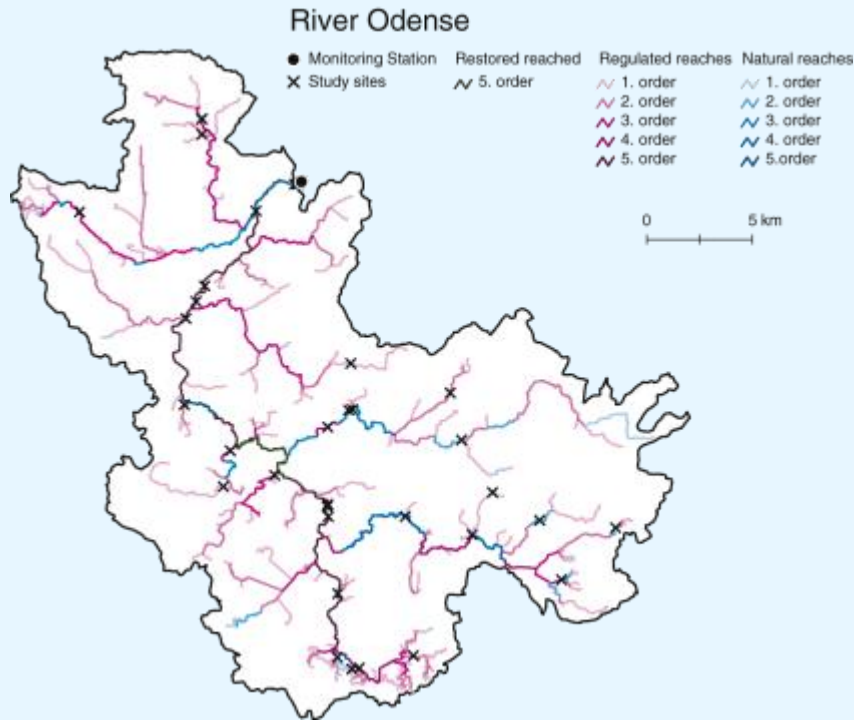 River Odense
Monitoring Station
Study sites
Restored reached
5. order
Regulated reaches
1. order
2. order
3. order
4. order
5. order
Natural reaches
1. order
2. order
3. order
4. order
5.order
0 5 km